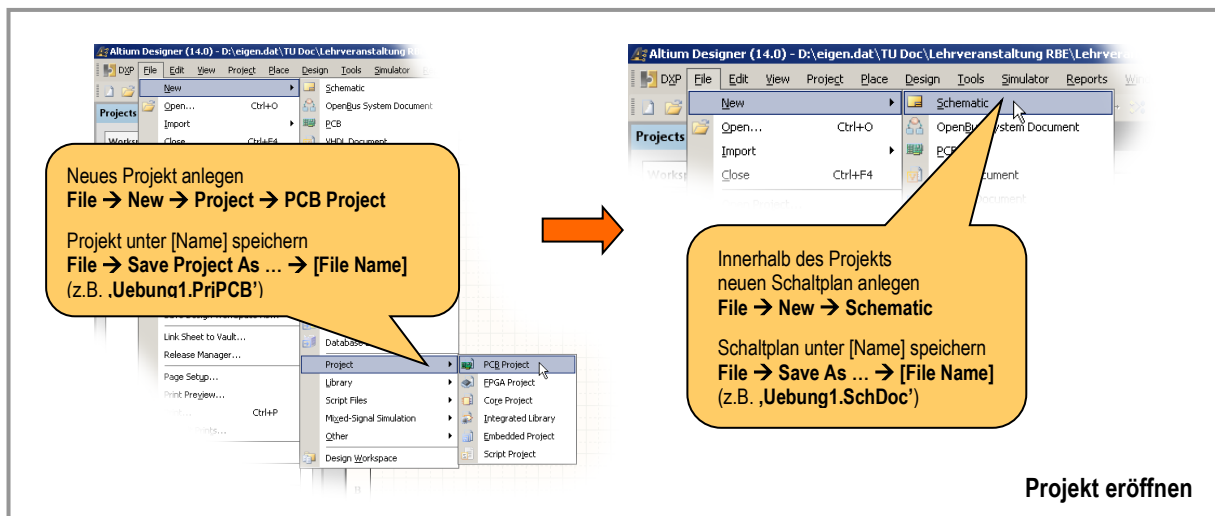 Altium Designer (14.0) - D:\eigen.dat\TU Doc\Lehrveranstaltung R
DXP File Edit View Project Place Design Tools Simulator
New Schematic
Open... Ctrl+O OpenBus System Document
Projects
Import PCB
Close Ctrl+F4 VHDL Document
Neues Projekt anlegen
File → New → Project → PCB Project
Projekt unter [Name] speichern
File → Save Project As … → [File Name]
(z.B. ‚Uebung1.PrjPCB’)
Link Sheet to Vault...
Release Manager...
Page Setup...
Print Preview...
Ctrl+P
Project PCB Project
Library FPGA Project
Script Files Core Project
Mixed-Signal Simulation Integrated Library
Other Embedded Project
Design Workspace Script Project
Altium Designer (14.0) - D:\eigen.dat\TU Doc\Lehrveranstaltung RBE\Lehrve
DXP File Edit View Project Place Design Tools Simulator Reports
New Schematic
Projects
Open... Ctrl+O OpenBus System Document
Import PCB
Close Ctrl+F4
Innerhalb des Projekts
neuen Schaltplan anlegen
File → New → Schematic
Schaltplan unter [Name] speichern
File → Save As … → [File Name]
(z.B. ‚Uebung1.SchDoc’)
Projekt eröffnen